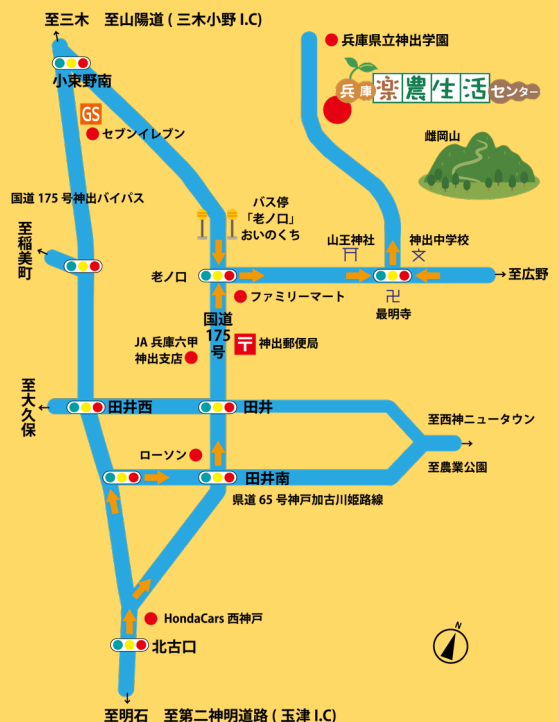 至三木　至山陽道 ( 三木小野 I.C)
兵庫県立神出学園
兵庫楽農生活センター
小束野南
GS
セブンイレブン
雌岡山
国道 175 号神出バイパス
バス停
「老ノ口」
おいのくち
至稲美町
山王神社
神出中学校
老ノ口
至広野
ファミリーマート
最明寺
国道
175
号
JA 兵庫六甲
神出支店
神出郵便局
至大久保
田井西
田井
至西神ニュータウン
至農業公園
ローソン
田井南
県道 65 号神戸加古川姫路線
HondaCars 西神戸
北古口
N
至明石　至第二神明道路 ( 玉津 I.C)